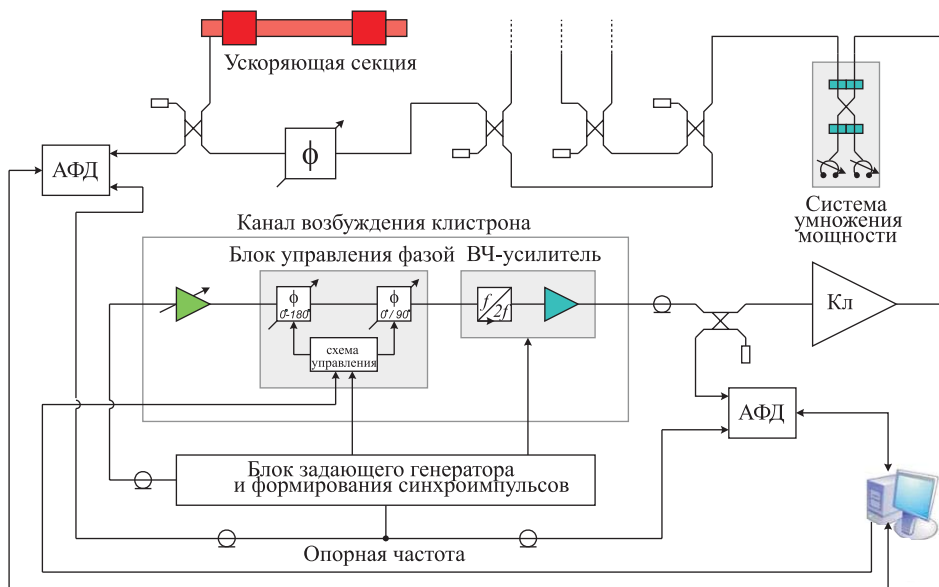 Ускоряющая секция
ϕ
АФД
Система
умножения
мощности
Канал возбуждения клистрона
Блок управления фазой
ВЧ-усилитель
ϕ
0°-180°
ϕ
0°/90°
f/2f
Кл
схема
управления
АФД
Блок задающего генератора
и формирования синхроимпульсов
Опорная частота